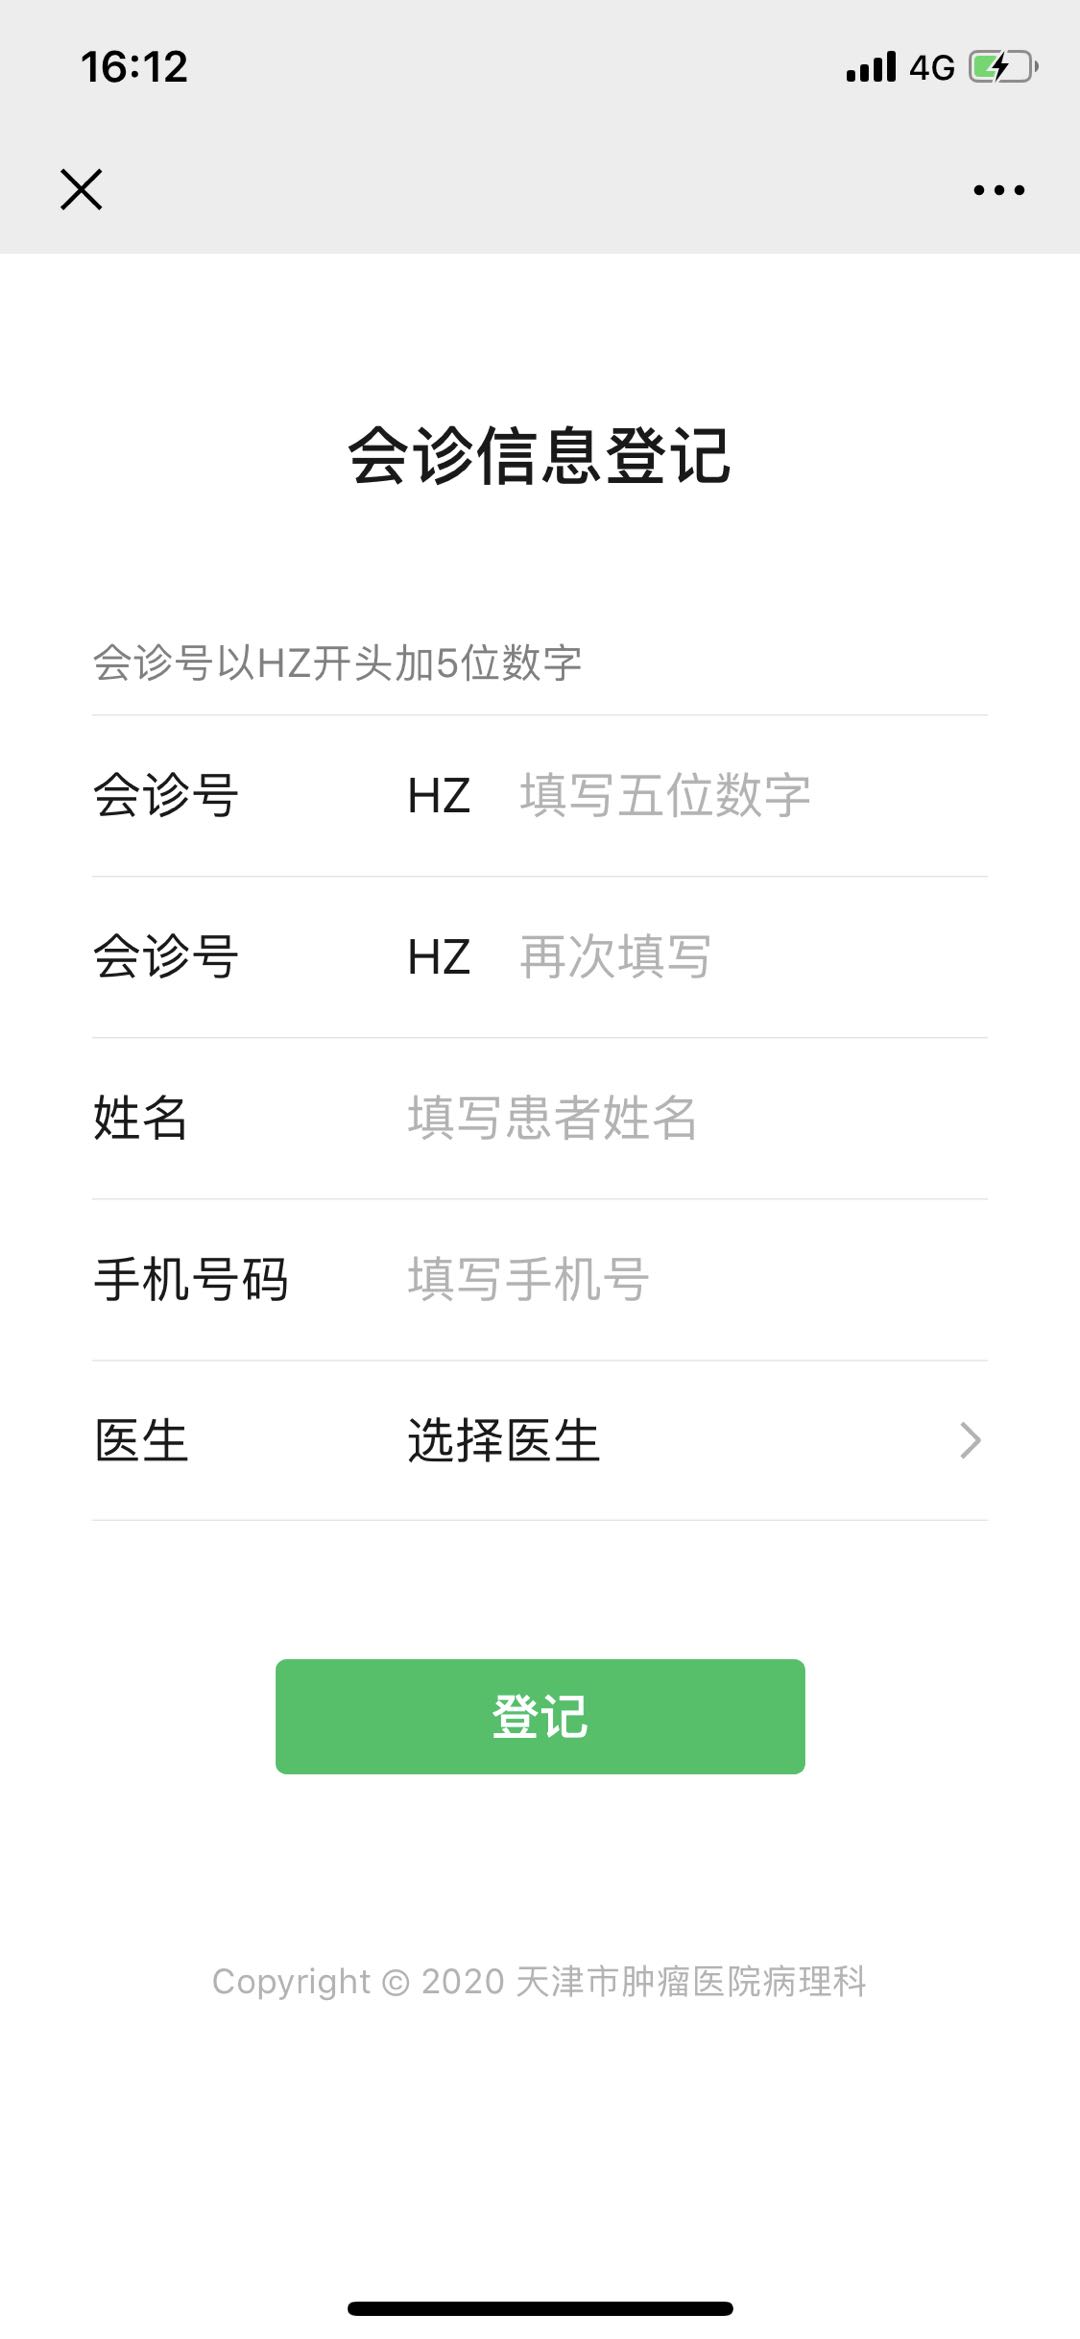 16:12
4G
会诊信息登记
会诊号以HZ开头加5位数字
会诊号 HZ 填写五位数字
会诊号 HZ 再次填写
姓名 填写患者姓名
手机号码 填写手机号
医生 选择医生
登记
Copyright © 2020 天津市肿瘤医院病理科